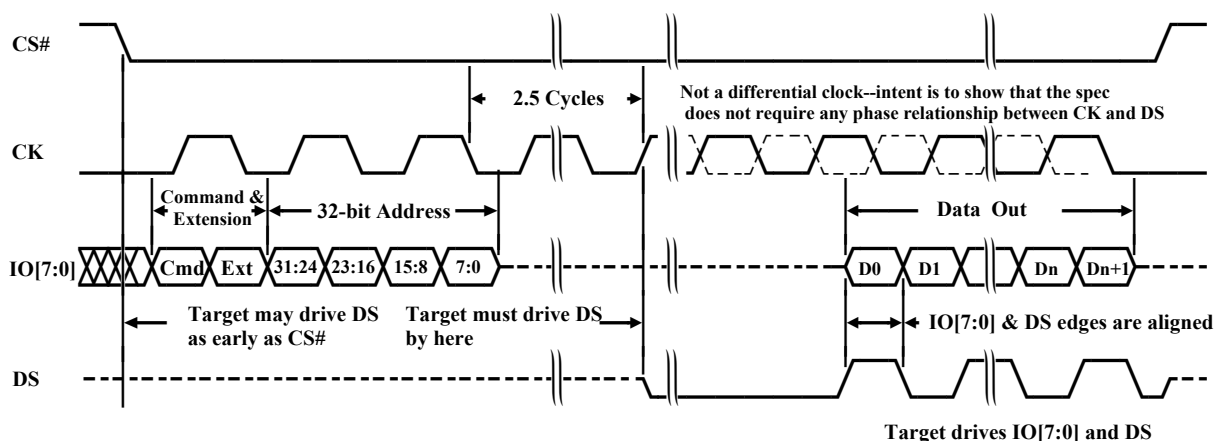 CS#
2.5 Cycles
Not a differential clock--intent is to show that the spec
does not require any phase relationship between CK and DS
CK
Command &
Extension
32-bit Address
Data Out
IO[7:0]
Cmd
Ext
31:24
23:16
15:8
7:0
D0
D1
Dn
Dn+1
Target may drive DS
as early as CS#
Target must drive DS
by here
IO[7:0] & DS edges are aligned
DS
Target drives IO[7:0] and DS